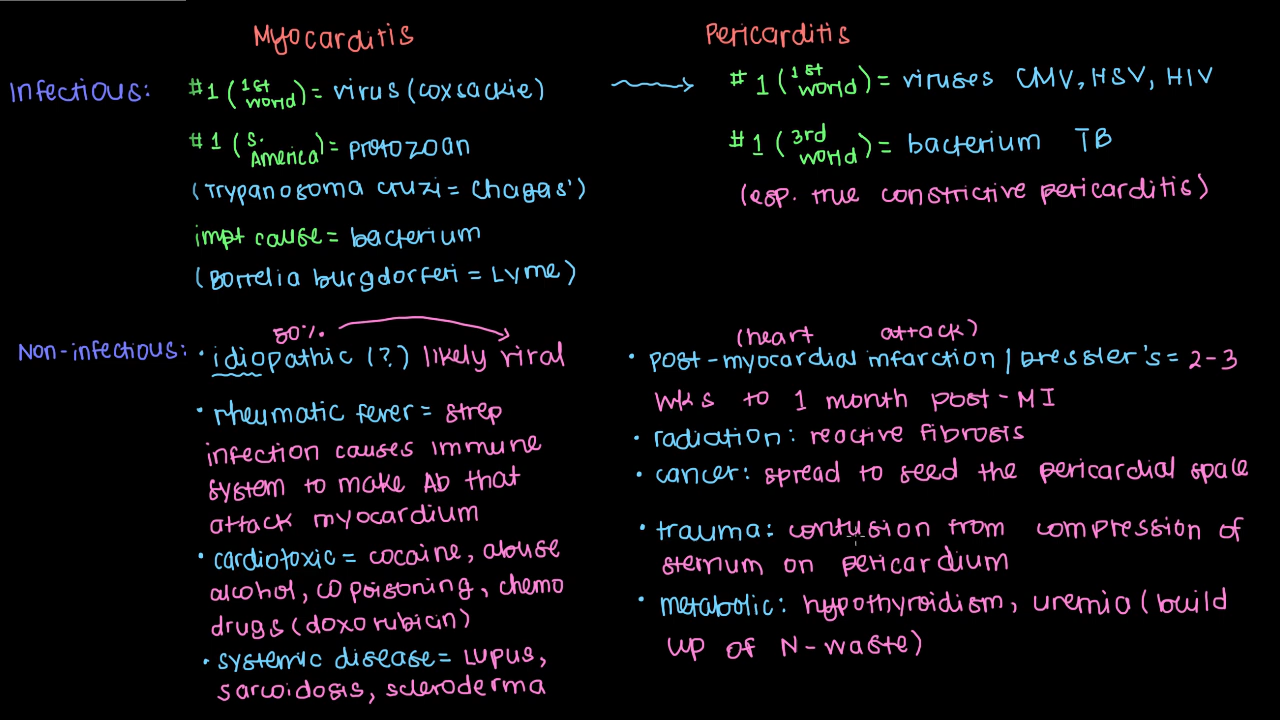 Myocarditis
Pericarditis
Infectious:
#1 (1st world) = virus (coxsackie)
#1 (S. America) = protozoan
(Trypanosoma cruzi = Chagas')
impt cause = bacterium
(Borrelia burgdorferi = Lyme)
#1 (1st world) = viruses CMV, HSV, HIV
#1 (3rd world) = bacterium TB
(esp. true constrictive pericarditis)
Non-infectious:
50%
• idiopathic (?) likely viral
• rheumatic fever = strep
infection causes immune
system to make Ab that
attack myocardium
• cardiotoxic = cocaine, abuse
alcohol, CO poisoning, chemo
drugs (doxorubicin)
• systemic disease = Lupus,
sarcoidosis, scleroderma
(heart attack)
• post-myocardial infarction / Dressler's = 2-3
wks to 1 month post-MI
• radiation: reactive fibrosis
• cancer: spread to seed the pericardial space
• trauma: contusion from compression of
sternum on pericardium
• metabolic: hypothyroidism, uremia (build
up of N-waste)